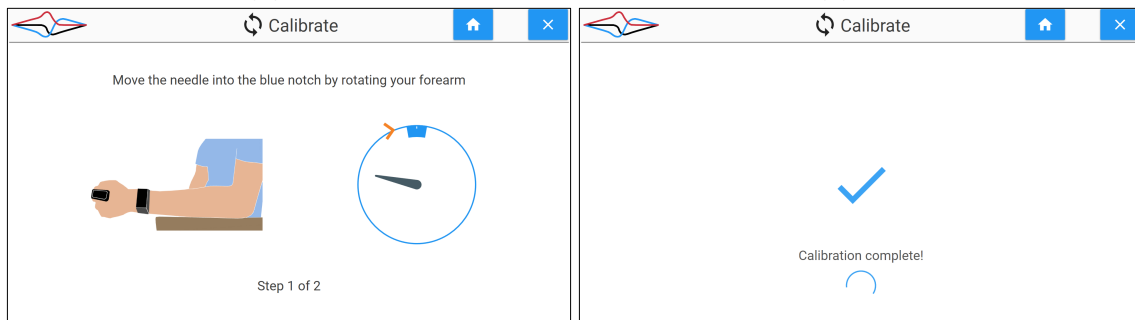 Calibrate
Move the needle into the blue notch by rotating your forearm
Step 1 of 2
Calibrate
Calibration complete!